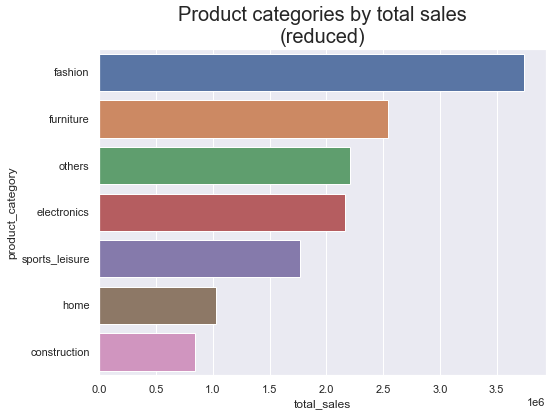 Product categories by total sales
(reduced)
fashion
furniture
others
electronics
sports_leisure
home
construction
product_category
0.0 0.5 1.0 1.5 2.0 2.5 3.0 3.5
1e6
total_sales